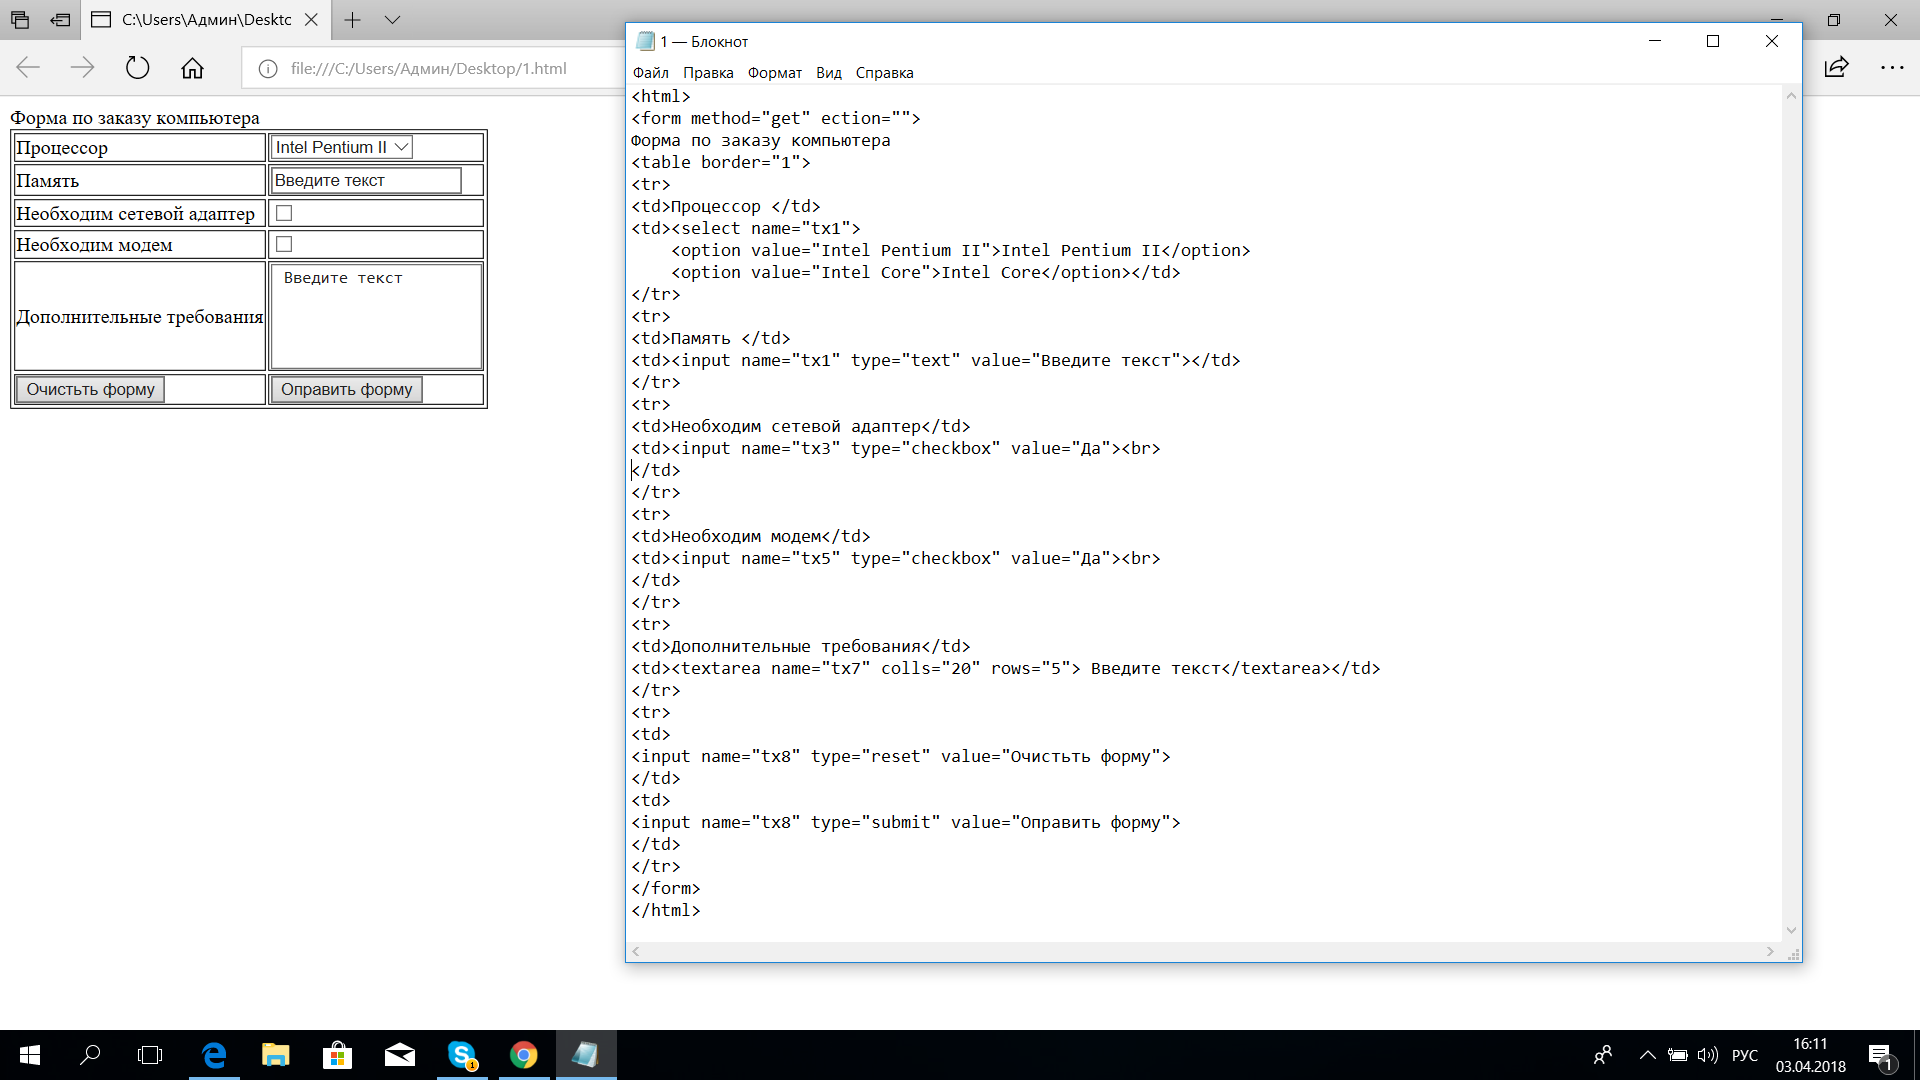 C:\Users\Админ\Desktc
file:///C:/Users/Админ/Desktop/1.html
Форма по заказу компьютера
Процессор
Intel Pentium II
Память
Введите текст
Необходим сетевой адаптер
Необходим модем
Дополнительные требования
Введите текст
Очистьть форму
Оправить форму
1 — Блокнот
Файл Правка Формат Вид Справка
<html>
<form method="get" ection="">
Форма по заказу компьютера
<table border="1">
<tr>
<td>Процессор </td>
<td><select name="tx1">
    <option value="Intel Pentium II">Intel Pentium II</option>
    <option value="Intel Core">Intel Core</option></td>
</tr>
<tr>
<td>Память </td>
<td><input name="tx1" type="text" value="Введите текст"></td>
</tr>
<tr>
<td>Необходим сетевой адаптер</td>
<td><input name="tx3" type="checkbox" value="Да"><br>
</td>
</tr>
<tr>
<td>Необходим модем</td>
<td><input name="tx5" type="checkbox" value="Да"><br>
</td>
</tr>
<tr>
<td>Дополнительные требования</td>
<td><textarea name="tx7" colls="20" rows="5"> Введите текст</textarea></td>
</tr>
<tr>
<td>
<input name="tx8" type="reset" value="Очистьть форму">
</td>
<td>
<input name="tx8" type="submit" value="Оправить форму">
</td>
</tr>
</form>
</html>
1
РУС
16:11
03.04.2018
1